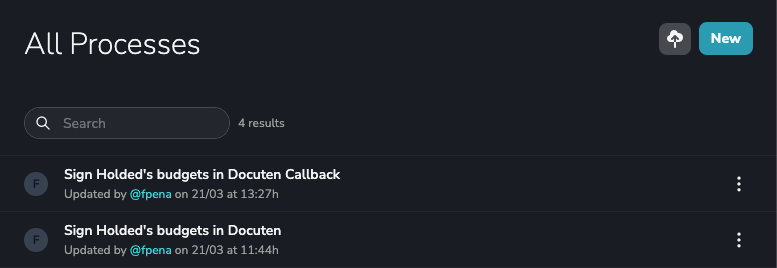 All Processes
New
Search
4 results
F
Sign Holded's budgets in Docuten Callback
Updated by @fpena on 21/03 at 13:27h
F
Sign Holded's budgets in Docuten
Updated by @fpena on 21/03 at 11:44h